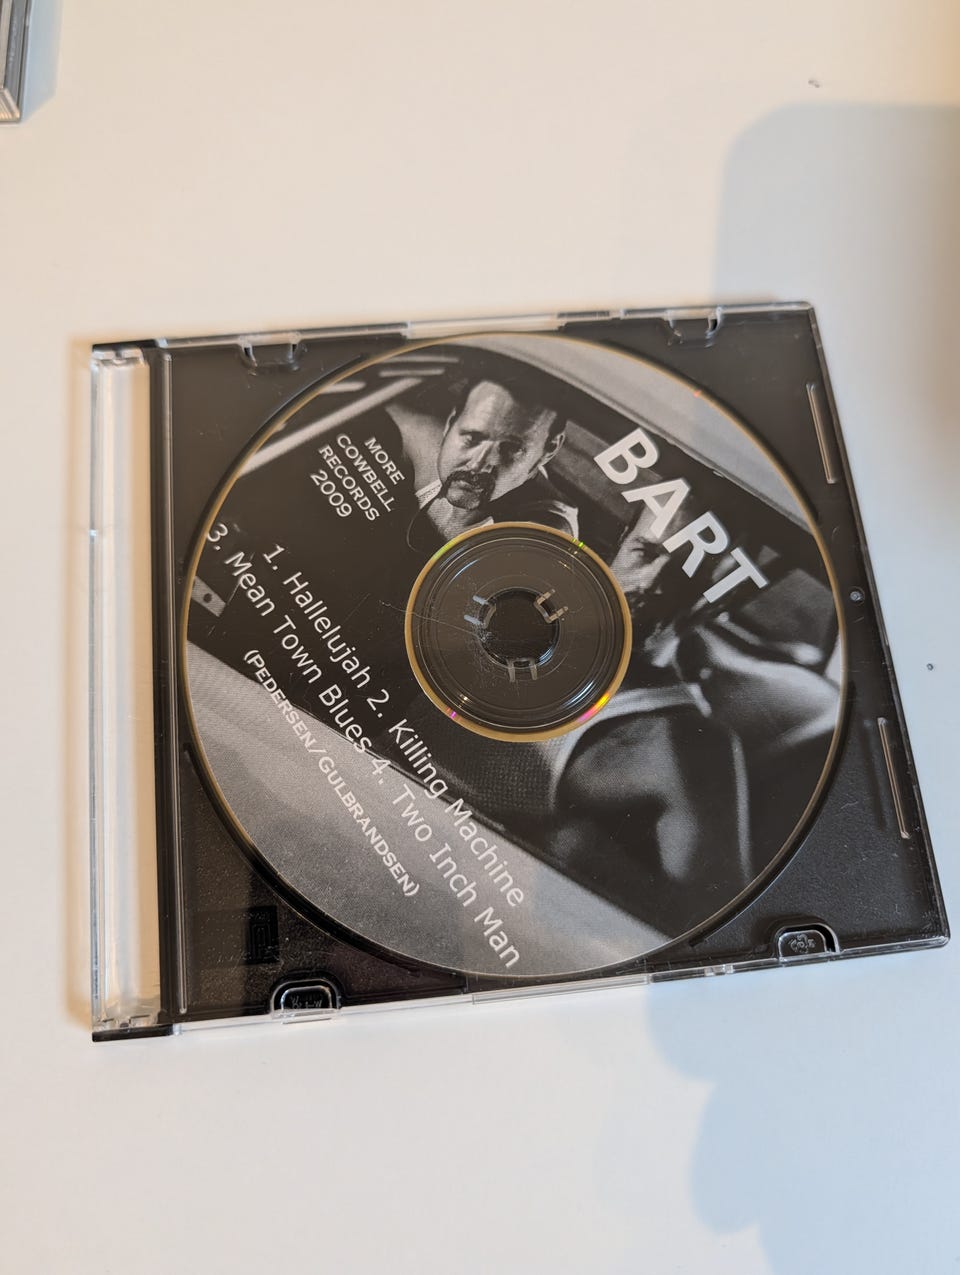 BART
MORE
COWBELL
RECORDS
2009
1. Hallelujah 2. Killing Machine
3. Mean Town Blues 4. Two Inch Man
(PEDERSEN/GULBRANDSEN)